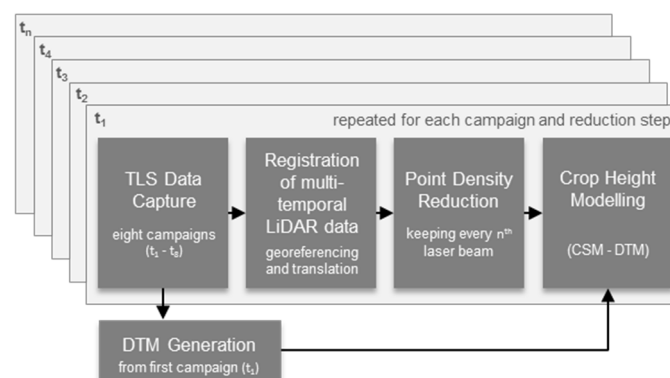 tn
t4
t3
t2
t1
repeated for each campaign and reduction step
TLS Data
Capture
eight campaigns
(t1 - t8)
Registration
of multi-
temporal
LiDAR data
georeferencing
and translation
Point Density
Reduction
keeping every nth
laser beam
Crop Height
Modelling
(CSM - DTM)
DTM Generation
from first campaign (t1)